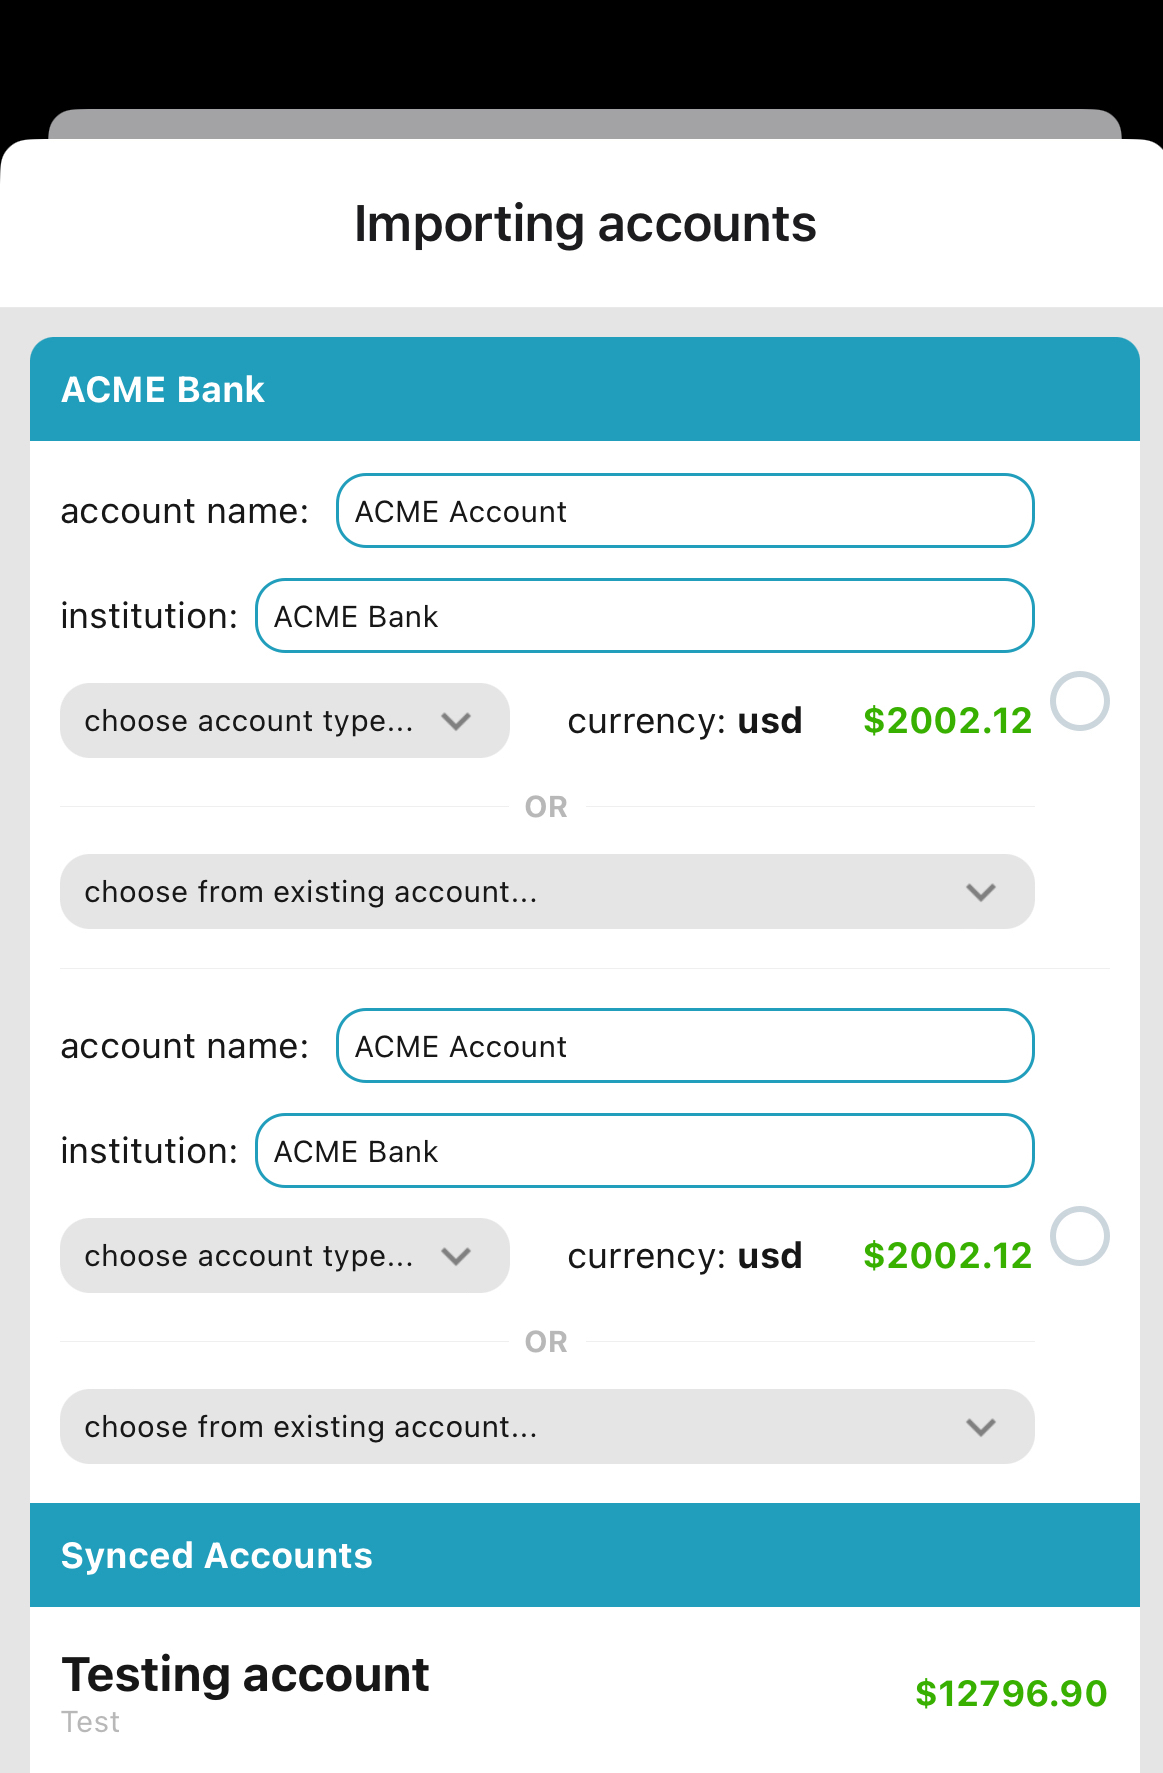 Importing accounts
ACME Bank
account name: ACME Account
institution: ACME Bank
choose account type... currency: usd $2002.12
OR
choose from existing account...
account name: ACME Account
institution: ACME Bank
choose account type... currency: usd $2002.12
OR
choose from existing account...
Synced Accounts
Testing account
Test
$12796.90